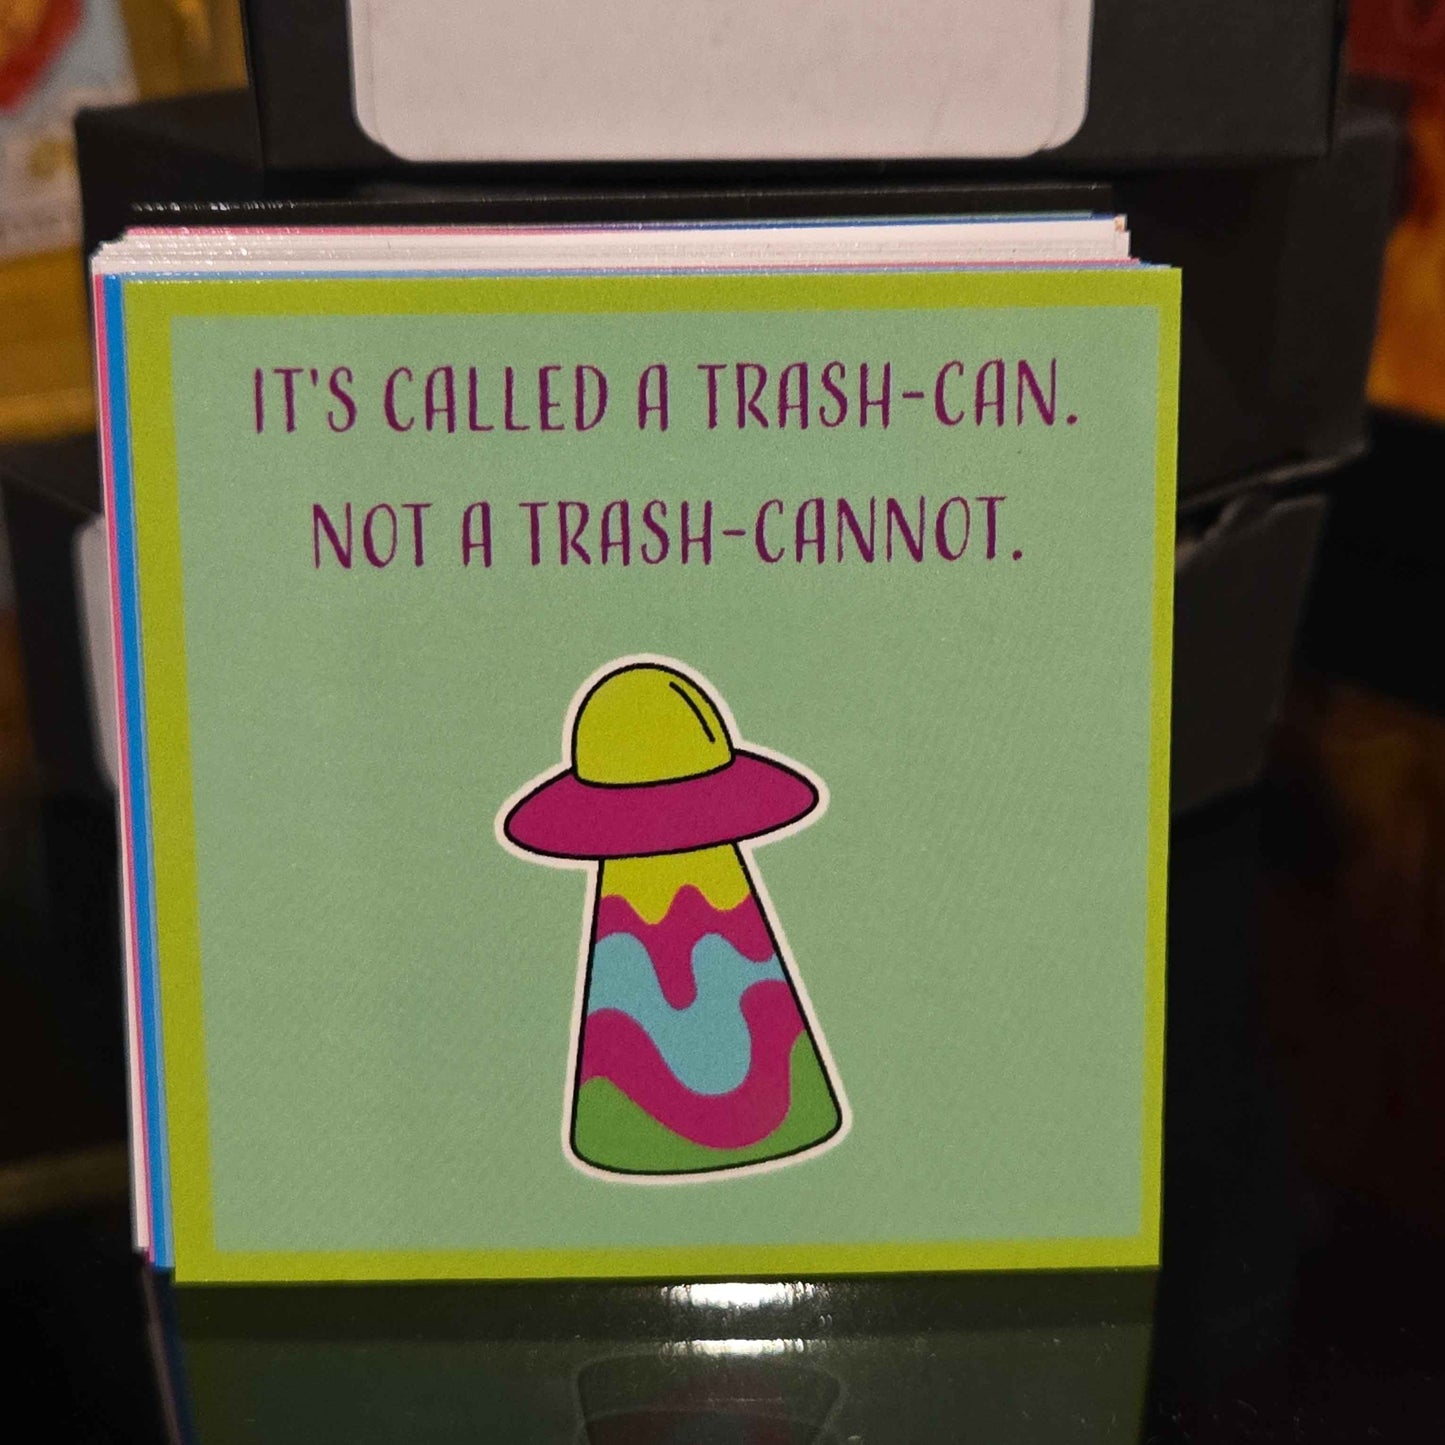 IT'S CALLED A TRASH-CAN.
NOT A TRASH-CANNOT.